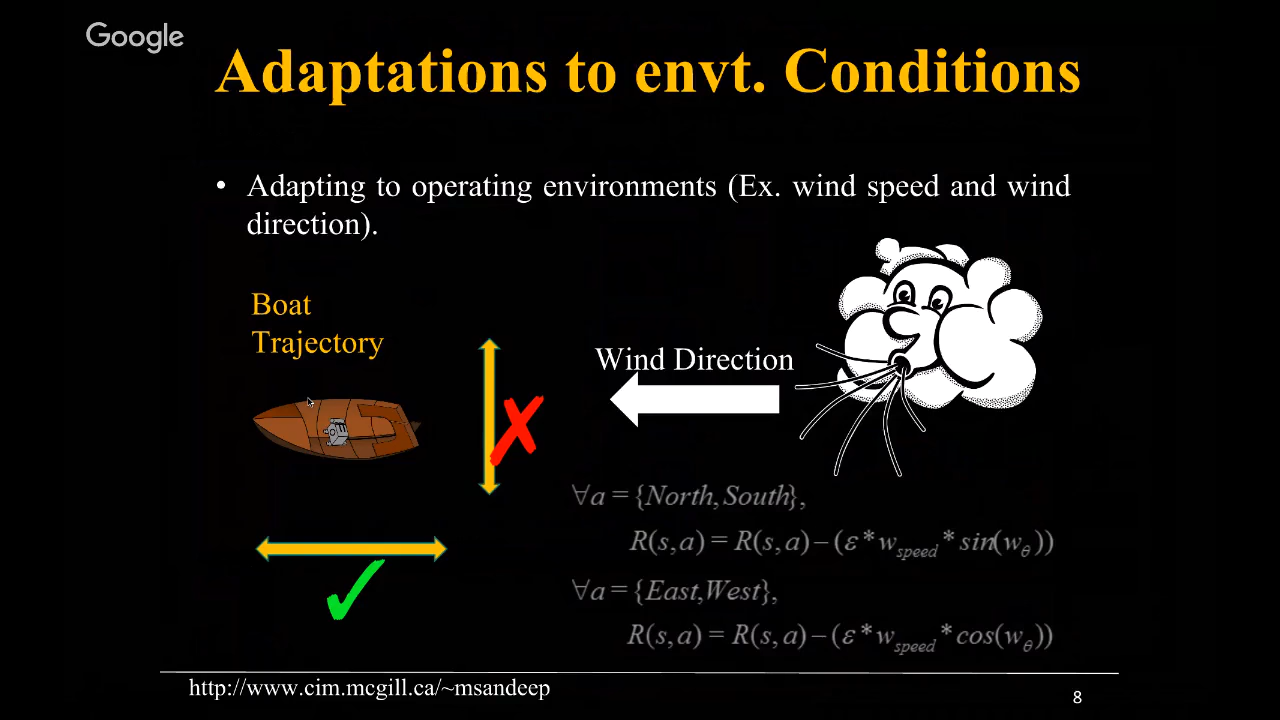 Google
Adaptations to envt. Conditions
• Adapting to operating environments (Ex. wind speed and wind
direction).
Boat
Trajectory
Wind Direction
∀a = {North, South},
R(s,a) = R(s,a) − (ε * w_speed * sin(w_θ))
∀a = {East,West},
R(s,a) = R(s,a) − (ε * w_speed * cos(w_θ))
http://www.cim.mcgill.ca/~msandeep
8